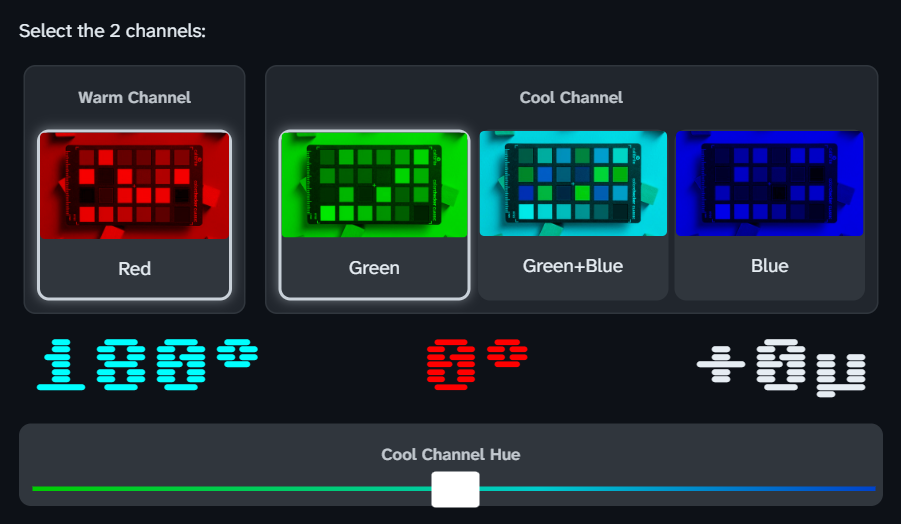 Select the 2 channels:
Warm Channel
Cool Channel
Red
Green
Green+Blue
Blue
180° 0° +0µ
Cool Channel Hue